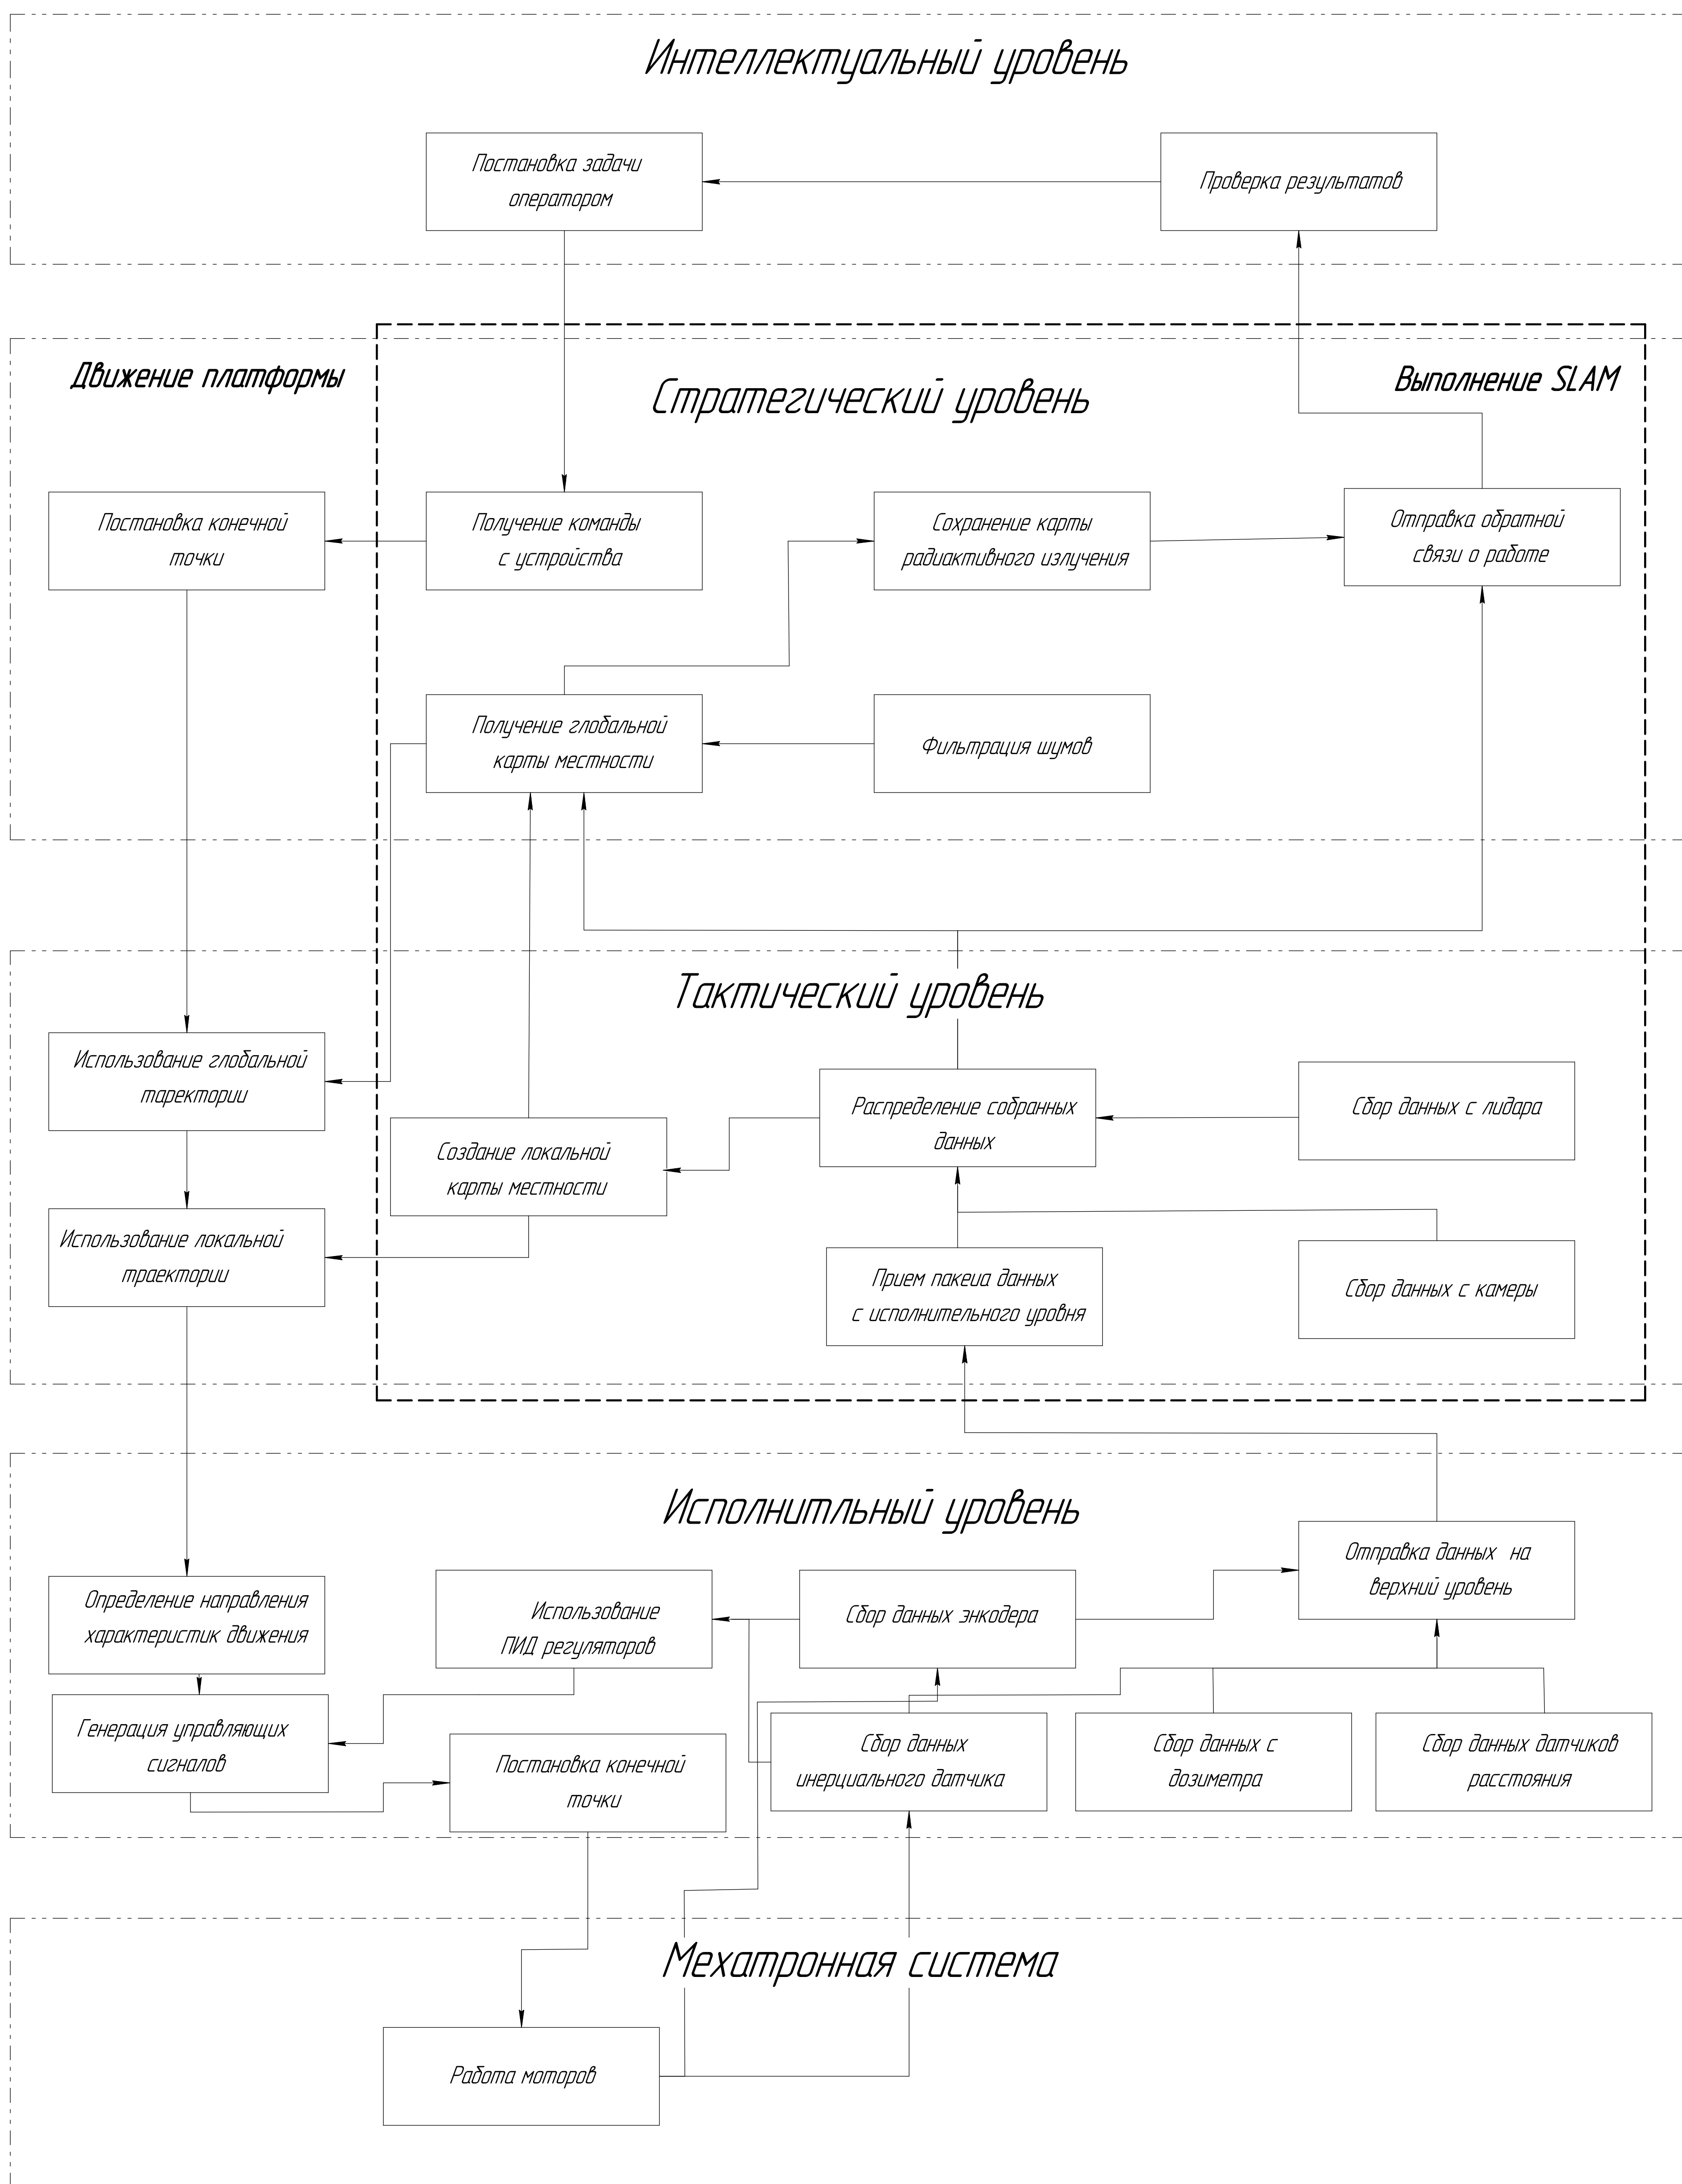 Интеллектуальный уровень
Постановка задачи
оператором
Проверка результатов
Движение платформы
Стратегический уровень
Выполнение SLAM
Постановка конечной
точки
Получение команды
с устройства
Сохранение карты
радиактивного излучения
Отправка обратной
связи о работе
Получение глобальной
карты местности
Фильтрация шумов
Тактический уровень
Использование глобальной
таректории
Распределение собранных
данных
Сбор данных с лидара
Создание локальной
карты местности
Использование локальной
траектории
Прием пакеиа данных
с исполнительного уровня
Сбор данных с камеры
Исполнитльный уровень
Отправка данных на
верхний уровень
Определение направления
характеристик движения
Использование
ПИД регуляторов
Сбор данных энкодера
Генерация управляющих
сигналов
Постановка конечной
точки
Сбор данных
инерциального датчика
Сбор данных с
дозиметра
Сбор данных датчиков
расстояния
Мехатронная система
Работа моторов